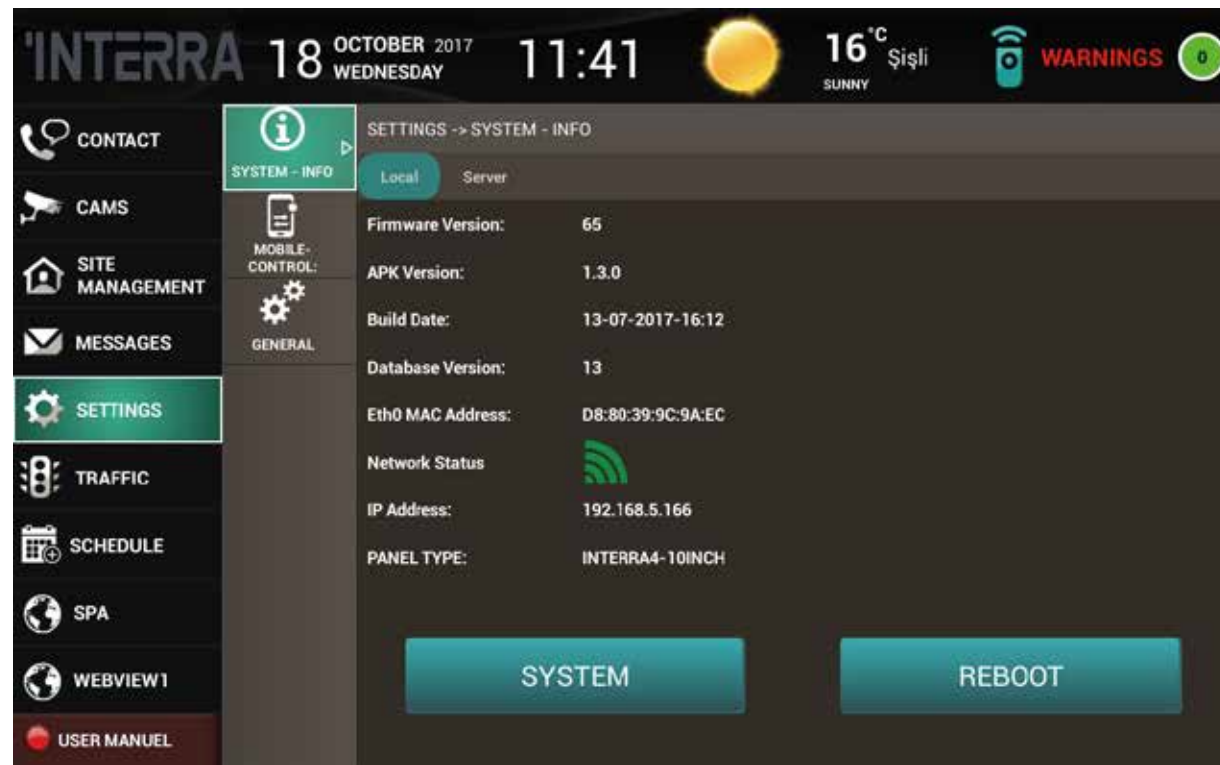 INTERRA
18 OCTOBER 2017
WEDNESDAY
11:41
16°C Şişli
SUNNY
WARNINGS 0
CONTACT
CAMS
SITE
MANAGEMENT
MESSAGES
SETTINGS
TRAFFIC
SCHEDULE
SPA
WEBVIEW1
USER MANUEL
SYSTEM - INFO
MOBILE-
CONTROL:
GENERAL
SETTINGS -> SYSTEM - INFO
Local Server
Firmware Version: 65
APK Version: 1.3.0
Build Date: 13-07-2017-16:12
Database Version: 13
Eth0 MAC Address: D8:80:39:9C:9A:EC
Network Status
IP Address: 192.168.5.166
PANEL TYPE: INTERRA4-10INCH
SYSTEM REBOOT